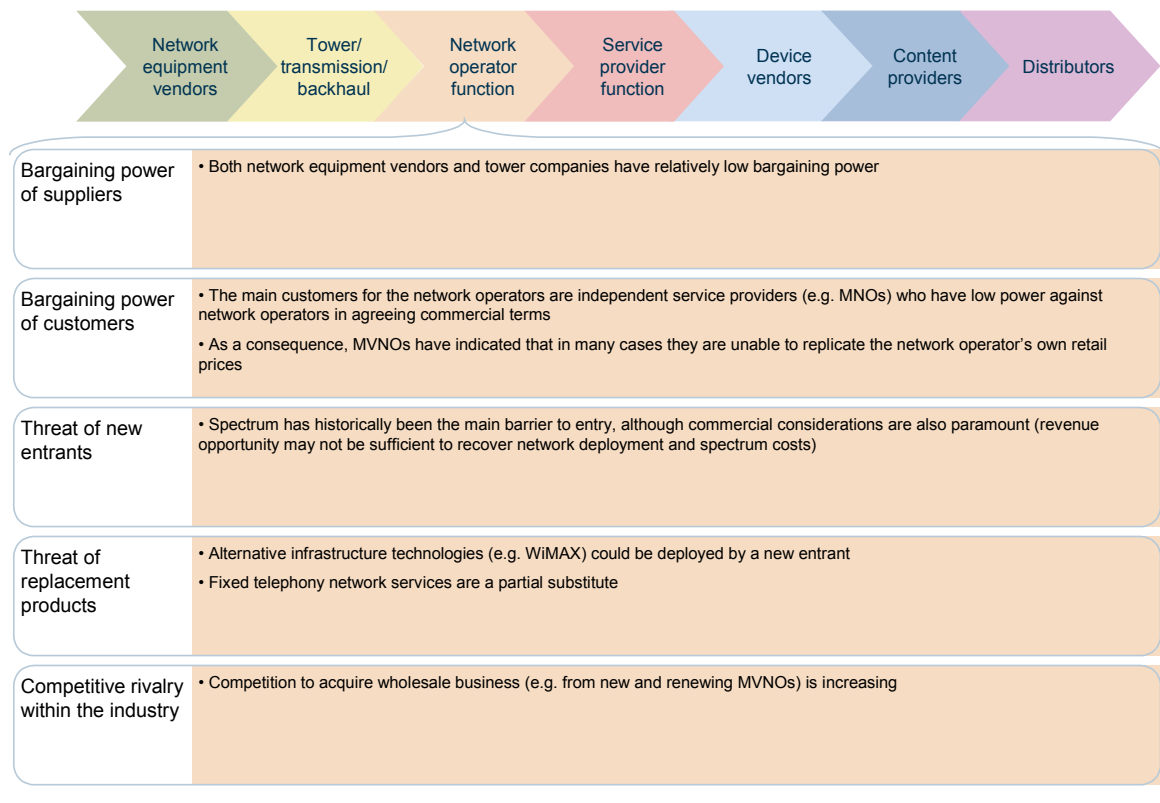 Network
equipment
vendors
Tower/
transmission/
backhaul
Network
operator
function
Service
provider
function
Device
vendors
Content
providers
Distributors
Bargaining power
of suppliers
• Both network equipment vendors and tower companies have relatively low bargaining power
Bargaining power
of customers
• The main customers for the network operators are independent service providers (e.g. MNOs) who have low power against
network operators in agreeing commercial terms
• As a consequence, MVNOs have indicated that in many cases they are unable to replicate the network operator’s own retail
prices
Threat of new
entrants
• Spectrum has historically been the main barrier to entry, although commercial considerations are also paramount (revenue
opportunity may not be sufficient to recover network deployment and spectrum costs)
Threat of
replacement
products
• Alternative infrastructure technologies (e.g. WiMAX) could be deployed by a new entrant
• Fixed telephony network services are a partial substitute
Competitive rivalry
within the industry
• Competition to acquire wholesale business (e.g. from new and renewing MVNOs) is increasing